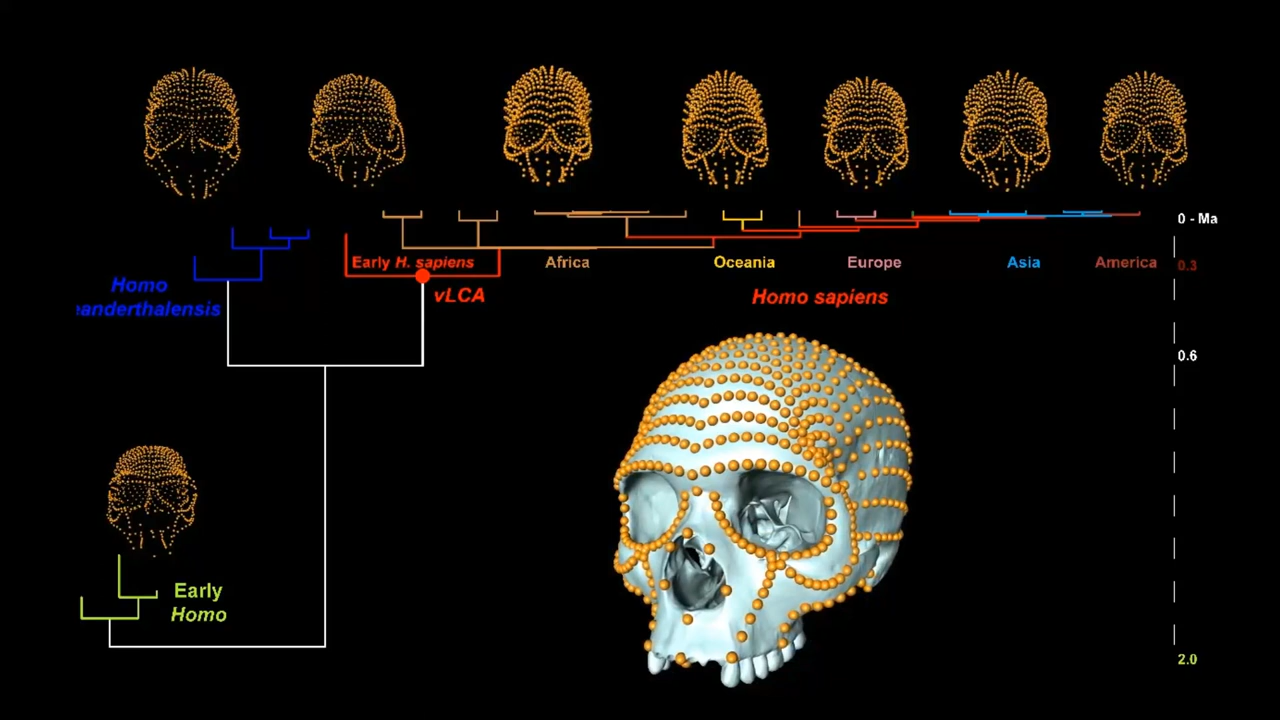 0 - Ma
Early H. sapiens
Africa
Oceania
Europe
Asia
America
0.3
Homo
eanderthalensis
vLCA
Homo sapiens
0.6
Early
Homo
2.0